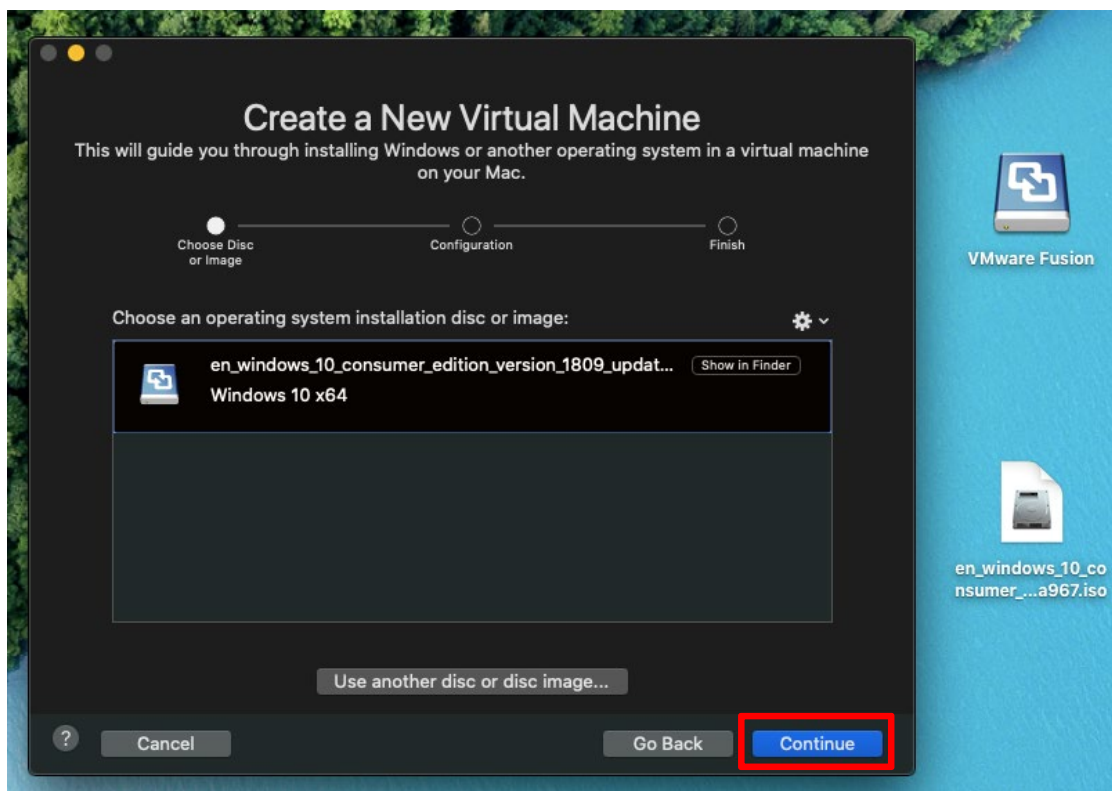 Create a New Virtual Machine
This will guide you through installing Windows or another operating system in a virtual machine
on your Mac.
Choose Disc
or Image
Configuration
Finish
Choose an operating system installation disc or image:
en_windows_10_consumer_edition_version_1809_updat...
Show in Finder
Windows 10 x64
Use another disc or disc image...
?
Cancel
Go Back
Continue
VMware Fusion
en_windows_10_co
nsumer_...a967.iso